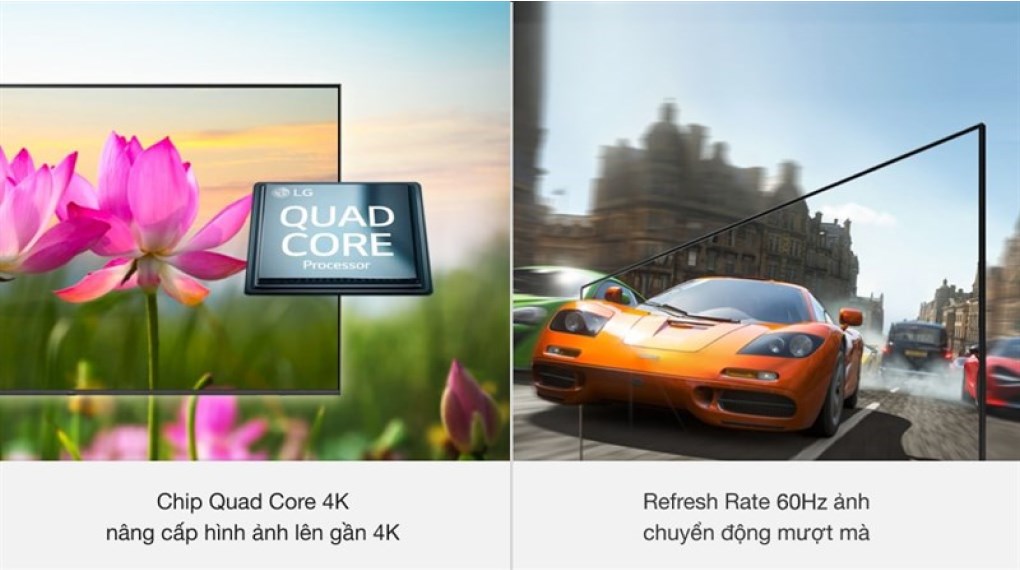 LG
QUAD
CORE
Processor
Chip Quad Core 4K
nâng cấp hình ảnh lên gần 4K
Refresh Rate 60Hz ảnh
chuyển động mượt mà